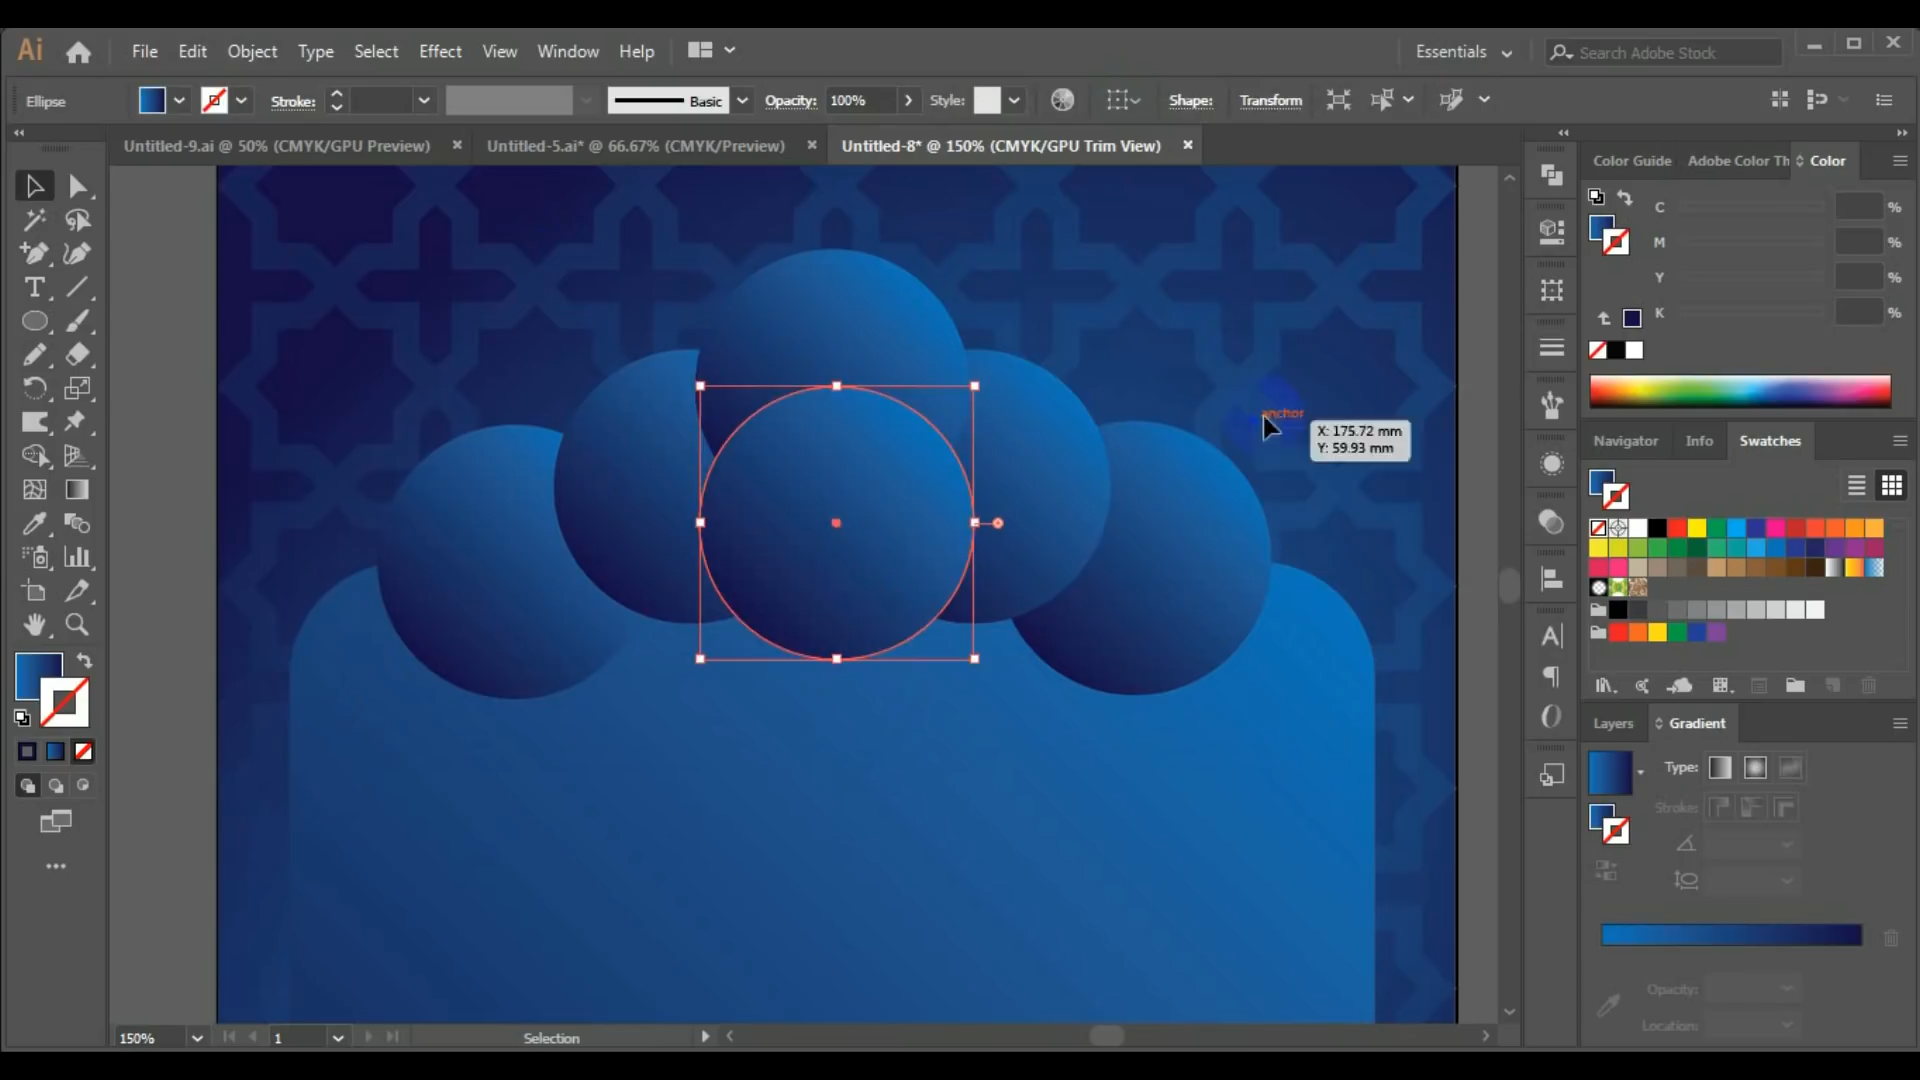 Ai
File Edit Object Type Select Effect View Window Help
Essentials
Search Adobe Stock
Ellipse
Stroke:
Basic
Opacity:
100%
Style:
Shape:
Transform
Untitled-9.ai @ 50% (CMYK/GPU Preview) ×
Untitled-5.ai* @ 66.67% (CMYK/Preview) ×
Untitled-8* @ 150% (CMYK/GPU Trim View) ×
Color Guide
Adobe Color Th
Color
C %
M %
Y %
K %
anchor
X: 175.72 mm
Y: 59.93 mm
Navigator
Info
Swatches
Layers
Gradient
Type:
Stroke:
Opacity:
Location:
150%
1
Selection